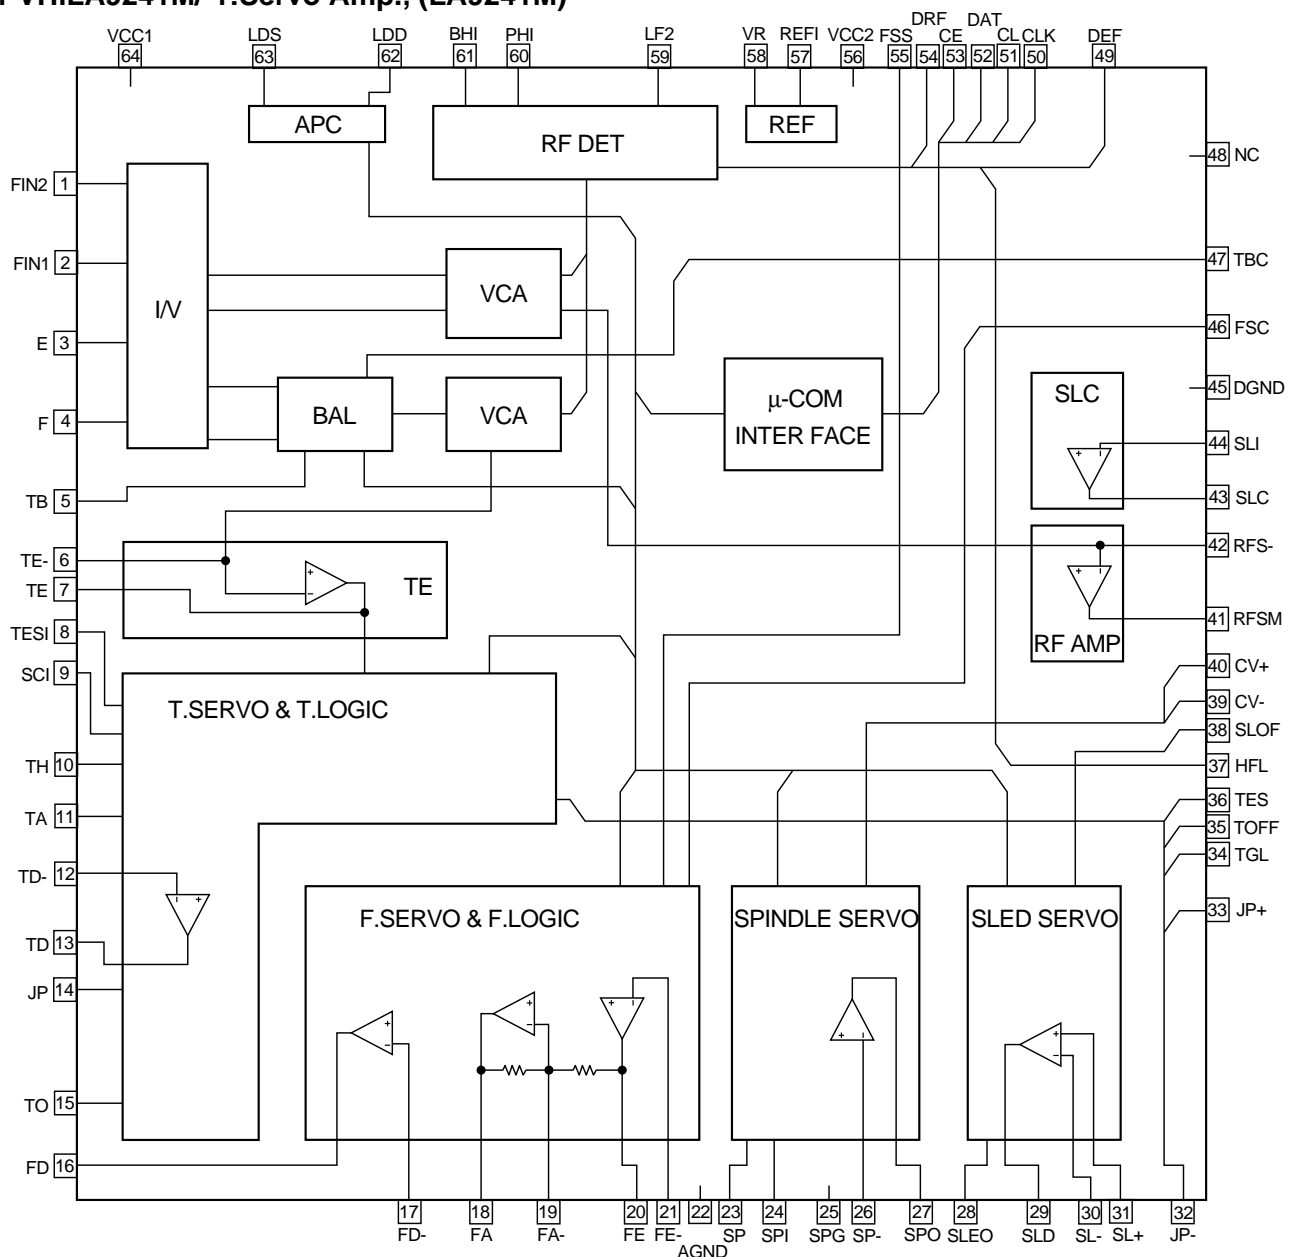 VHiLA9241M/-1:Servo Amp., (LA9241M)
VCC1 LDS LDD BHI PHI LF2 VR REFI VCC2 FSS DRF CE DAT CL CLK DEF
64 63 62 61 60 59 58 57 56 55 54 53 52 51 50 49
APC
RF DET
REF
FIN2 1
48 NC
FIN1 2
47 TBC
I/V
VCA
E 3
46 FSC
F 4
BAL
VCA
μ-COM
INTER FACE
SLC
+ −
45 DGND
44 SLI
TB 5
43 SLC
TE- 6
42 RFS-
TE 7
+
−
TE
+ −
RF AMP
41 RFSM
TESI 8
SCI 9
40 CV+
39 CV-
T.SERVO & T.LOGIC
38 SLOF
TH 10
37 HFL
TA 11
36 TES
35 TOFF
34 TGL
TD- 12
− +
33 JP+
F.SERVO & F.LOGIC
SPINDLE SERVO
SLED SERVO
TD 13
JP 14
+
−
+
−
+ −
+ −
+
−
TO 15
FD 16
17 18 19 20 21 22 23 24 25 26 27 28 29 30 31 32
FD- FA FA- FE FE- AGND SP SPI SPG SP- SPO SLEO SLD SL- SL+ JP-